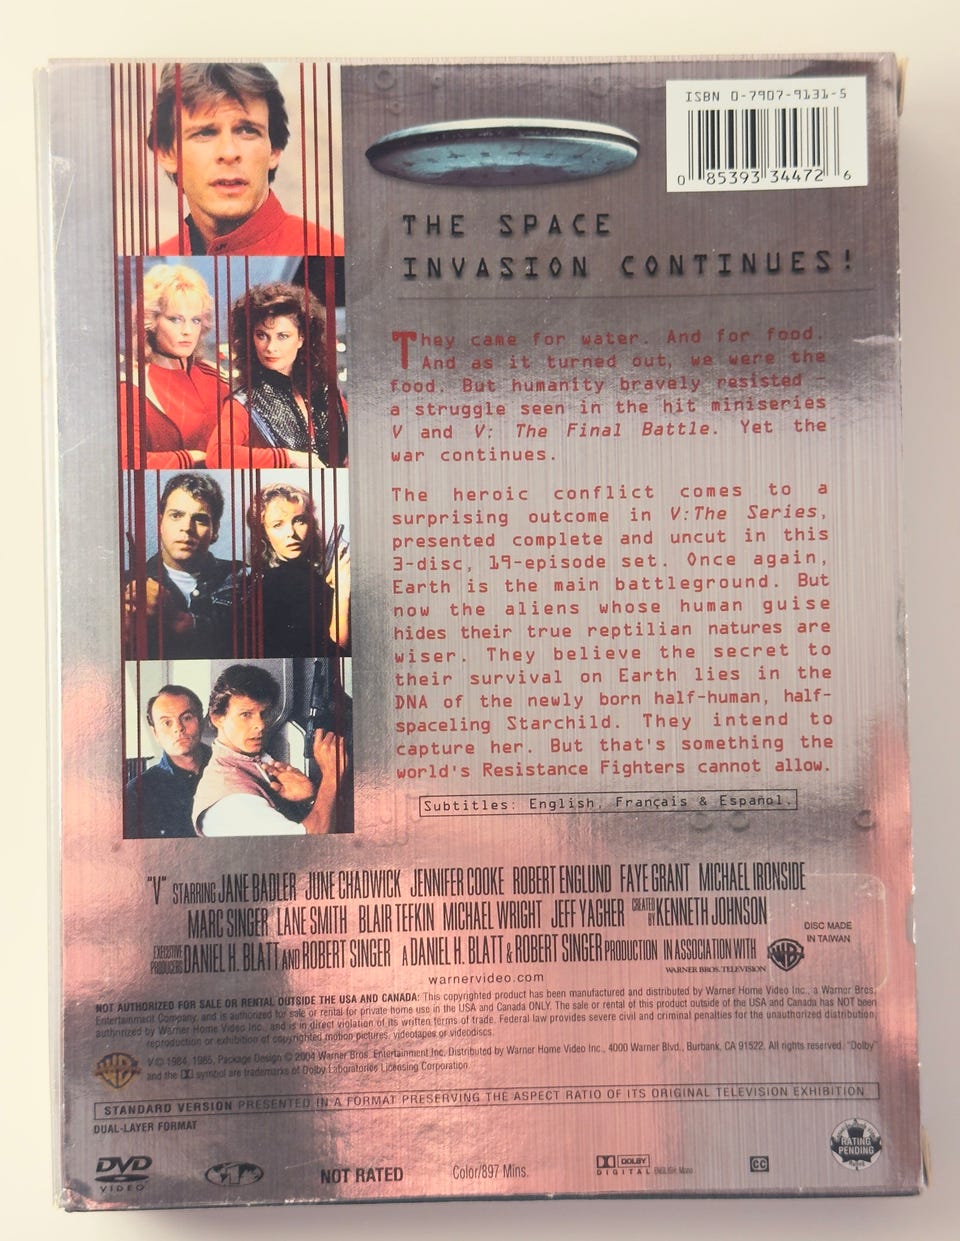 ISBN 0-7907-9131-5
0 85393 34472 6
THE SPACE
INVASION CONTINUES!
They came for water. And for food.
And as it turned out, we were the
food. But humanity bravely resisted –
a struggle seen in the hit miniseries
V and V: The Final Battle. Yet the
war continues.
The heroic conflict comes to a
surprising outcome in V:The Series,
presented complete and uncut in this
3-disc, 19-episode set. Once again,
Earth is the main battleground. But
now the aliens whose human guise
hides their true reptilian natures are
wiser. They believe the secret to
their survival on Earth lies in the
DNA of the newly born half-human, half-
spaceling Starchild. They intend to
capture her. But that's something the
world's Resistance Fighters cannot allow.
Subtitles: English, Français & Español.
"V" STARRING JANE BADLER JUNE CHADWICK JENNIFER COOKE ROBERT ENGLUND FAYE GRANT MICHAEL IRONSIDE
MARC SINGER LANE SMITH BLAIR TEFKIN MICHAEL WRIGHT JEFF YAGHER CREATED BY KENNETH JOHNSON
EXECUTIVE PRODUCERS DANIEL H. BLATT AND ROBERT SINGER A DANIEL H. BLATT & ROBERT SINGER PRODUCTION IN ASSOCIATION WITH
WB
WARNER BROS. TELEVISION
DISC MADE
IN TAIWAN
warnervideo.com
NOT AUTHORIZED FOR SALE OR RENTAL OUTSIDE THE USA AND CANADA: This copyrighted product has been manufactured and distributed by Warner Home Video Inc., a Warner Bros.
Entertainment Company, and is authorized for sale or rental for private home use in the USA and Canada ONLY. The sale or rental of this product outside of the USA and Canada has NOT been
authorized by Warner Home Video Inc., and is in direct violation of its written terms of trade. Federal law provides severe civil and criminal penalties for the unauthorized distribution,
reproduction or exhibition of copyrighted motion pictures, videotapes or videodiscs.
WB
V © 1984, 1985, Package Design © 2004 Warner Bros. Entertainment Inc. Distributed by Warner Home Video Inc., 4000 Warner Blvd., Burbank, CA 91522. All rights reserved. "Dolby"
and the symbol are trademarks of Dolby Laboratories Licensing Corporation.
STANDARD VERSION PRESENTED IN A FORMAT PRESERVING THE ASPECT RATIO OF ITS ORIGINAL TELEVISION EXHIBITION
DUAL-LAYER FORMAT
DVD
VIDEO
1
NOT RATED
Color/897 Mins.
DOLBY
DIGITAL ENGLISH: Mono
CC
RATING
PENDING